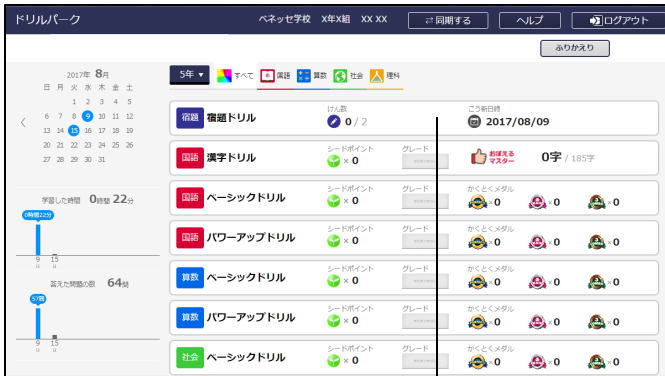 ドリルパーク ベネッセ学校 X年X組 XX XX 同期する ヘルプ ログアウト
ふりかえり
2017年 8月
日 月 火 水 木 金 土
1 2 3 4 5
6 7 8 9 10 11 12
13 14 15 16 17 18 19
20 21 22 23 24 25 26
27 28 29 30 31
学習した時間 0時間 22分
0時間22分
9 15
答えた問題の数 64問
57問
9 15
5年 すべて 国語 算数 社会 理科
宿題 宿題ドリル けん数 0 / 2 こう新日時 2017/08/09
国語 漢字ドリル シードポイント × 0 グレード おぼえるマスター 0字 / 185字
国語 ベーシックドリル シードポイント × 0 グレード かくとくメダル ×0 ×0 ×0
国語 パワーアップドリル シードポイント × 0 グレード かくとくメダル ×0 ×0 ×0
算数 ベーシックドリル シードポイント × 0 グレード かくとくメダル ×0 ×0 ×0
算数 パワーアップドリル シードポイント × 0 グレード かくとくメダル ×0 ×0 ×0
社会 ベーシックドリル シードポイント × 0 グレード かくとくメダル ×0 ×0 ×0